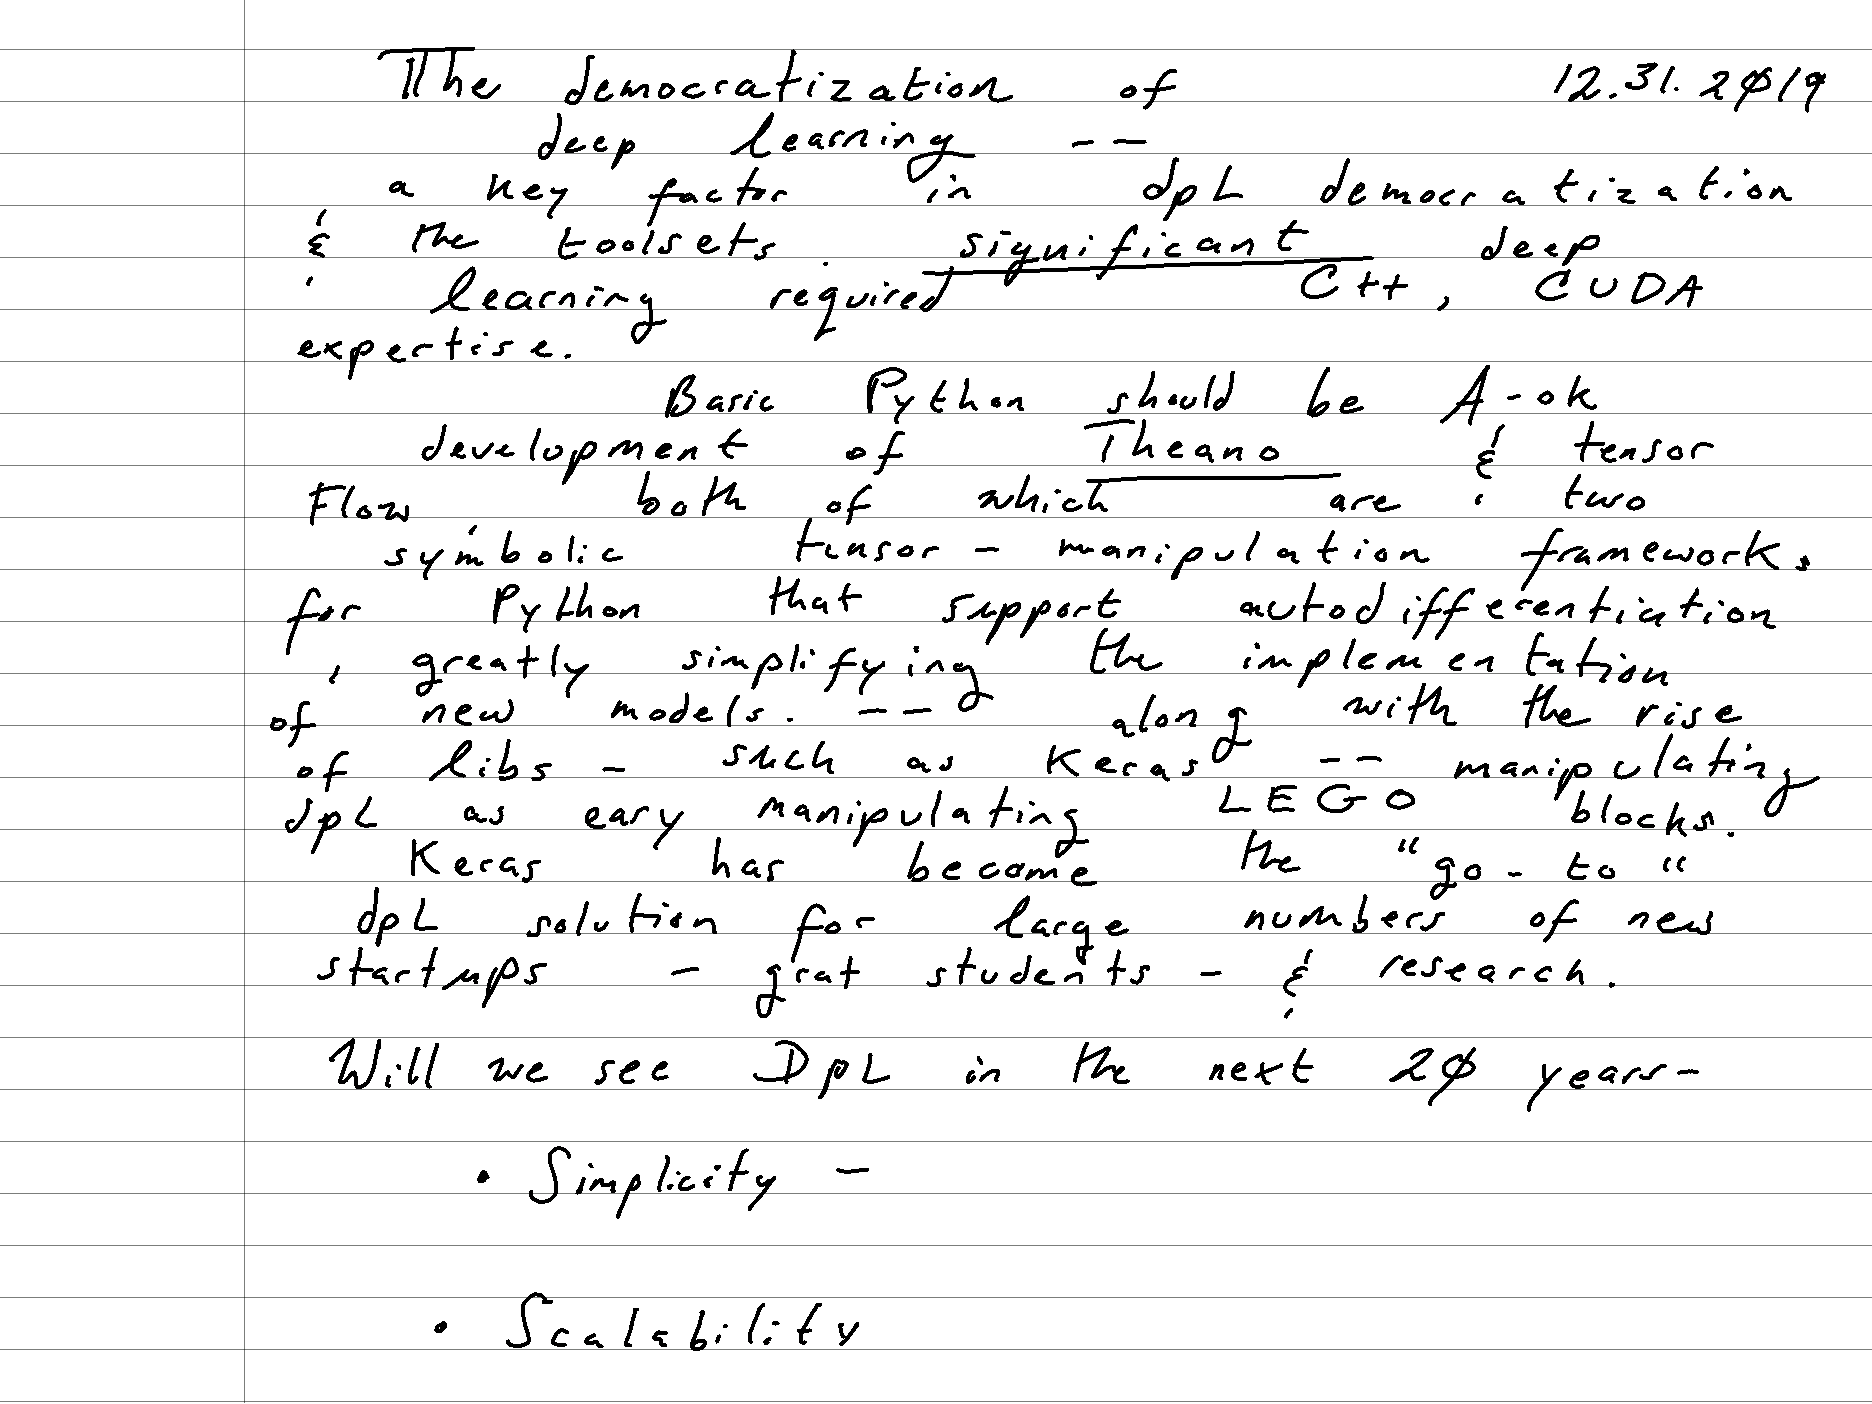 The democratization of 12.31.2019
deep learning --
a key factor in dpL democratization
& the toolsets. significant deep
learning required C++, CUDA
expertise.
Basic Python should be A-ok
development of Theano & tensor
Flow, both of which are two
symbolic tensor-manipulation frameworks
for Python that support autodifferentiation
, greatly simplifying the implementation
of new models. -- along with the rise
of libs - such as Keras -- manipulating
dpL as easy manipulating LEGO blocks.
Keras has become the "go-to"
dpL solution for large numbers of new
startups - grat students - & research.
Will we see DpL in the next 20 years-
• Simplicity -
• Scalability